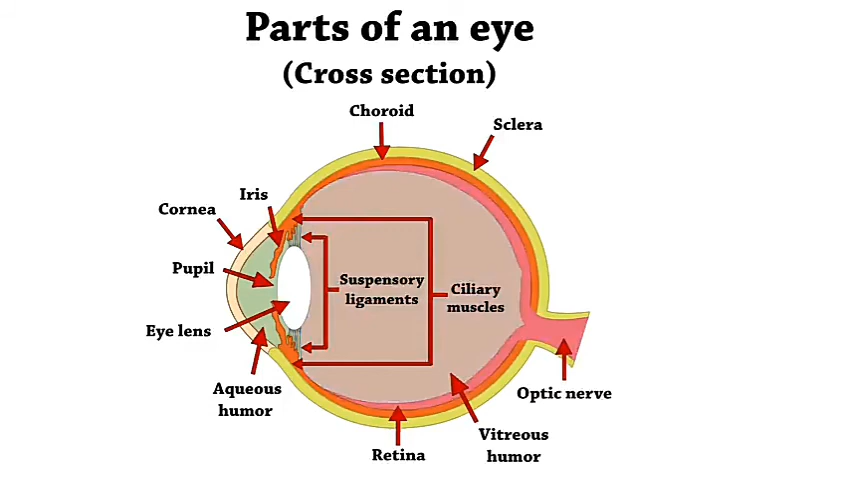 Parts of an eye
(Cross section)
Choroid
Sclera
Iris
Cornea
Pupil
Suspensory
ligaments
Ciliary
muscles
Eye lens
Aqueous
humor
Optic nerve
Vitreous
humor
Retina